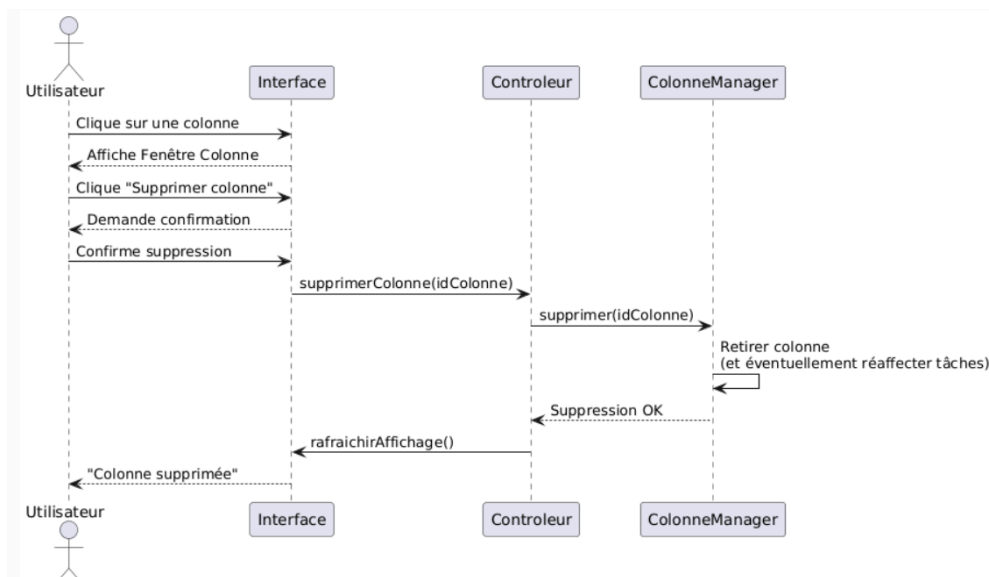 Utilisateur
Interface
Controleur
ColonneManager
Clique sur une colonne
Affiche Fenêtre Colonne
Clique "Supprimer colonne"
Demande confirmation
Confirme suppression
supprimerColonne(idColonne)
supprimer(idColonne)
Retirer colonne
(et éventuellement réaffecter tâches)
Suppression OK
rafraichirAffichage()
"Colonne supprimée"
Utilisateur
Interface
Controleur
ColonneManager